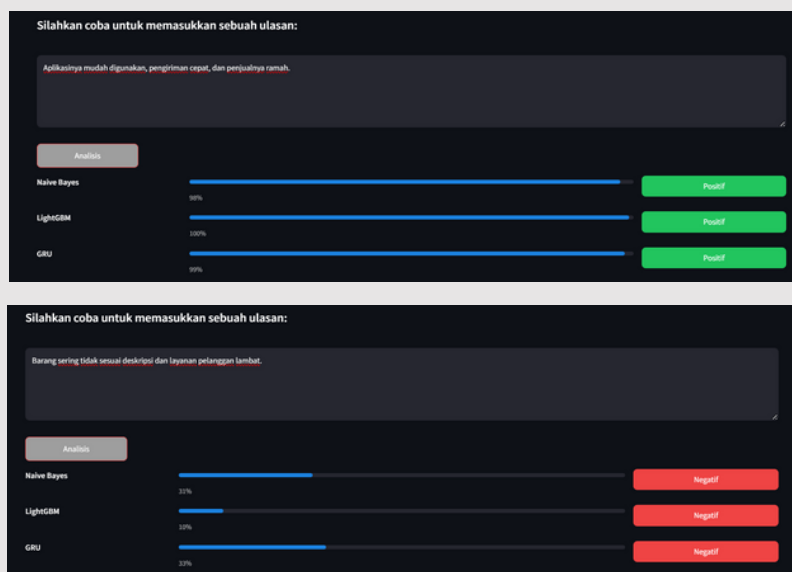 Silahkan coba untuk memasukkan sebuah ulasan:
Aplikasinya mudah digunakan, pengiriman cepat, dan penjualnya ramah.
Analisis
Naive Bayes
98%
Positif
LightGBM
100%
Positif
GRU
99%
Positif
Silahkan coba untuk memasukkan sebuah ulasan:
Barang sering tidak sesuai deskripsi dan layanan pelanggan lambat.
Analisis
Naive Bayes
31%
Negatif
LightGBM
10%
Negatif
GRU
33%
Negatif